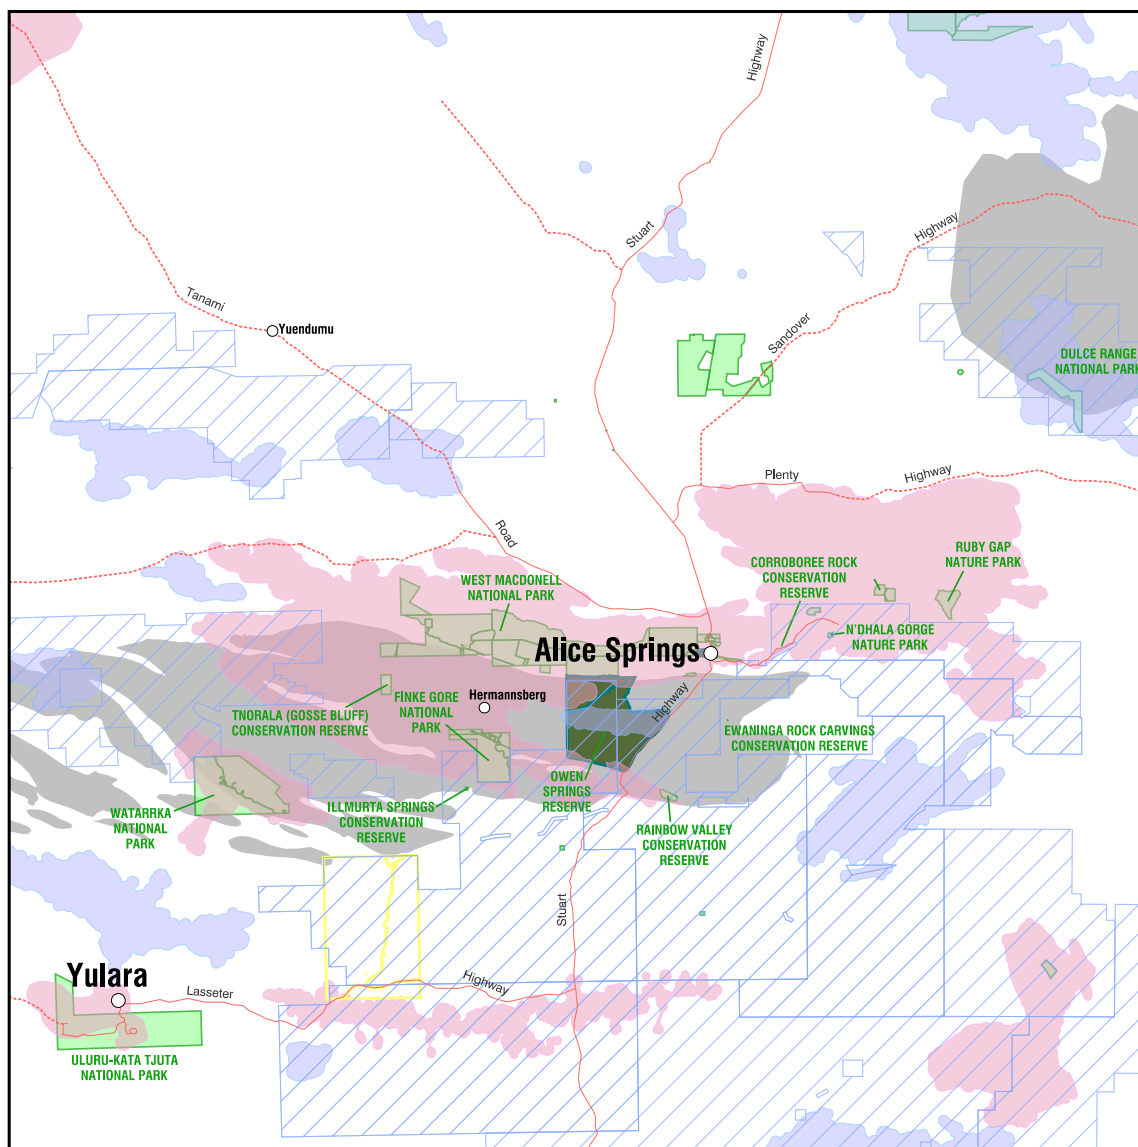 Highway
Stuart
Highway
Tanami
Yuendumu
Sandover
DULCE RANGE
NATIONAL PARK
Plenty
Highway
Road
WEST MACDONELL
NATIONAL PARK
CORROBOREE ROCK
CONSERVATION
RESERVE
RUBY GAP
NATURE PARK
Alice Springs
N'DHALA GORGE
NATURE PARK
TNORALA (GOSSE BLUFF)
CONSERVATION RESERVE
FINKE GORE
NATIONAL
PARK
Hermannsberg
Highway
EWANINGA ROCK CARVINGS
CONSERVATION RESERVE
OWEN
SPRINGS
RESERVE
WATARRKA
NATIONAL
PARK
ILLMURTA SPRINGS
CONSERVATION
RESERVE
RAINBOW VALLEY
CONSERVATION
RESERVE
Stuart
Yulara
Lasseter
Highway
ULURU-KATA TJUTA
NATIONAL PARK